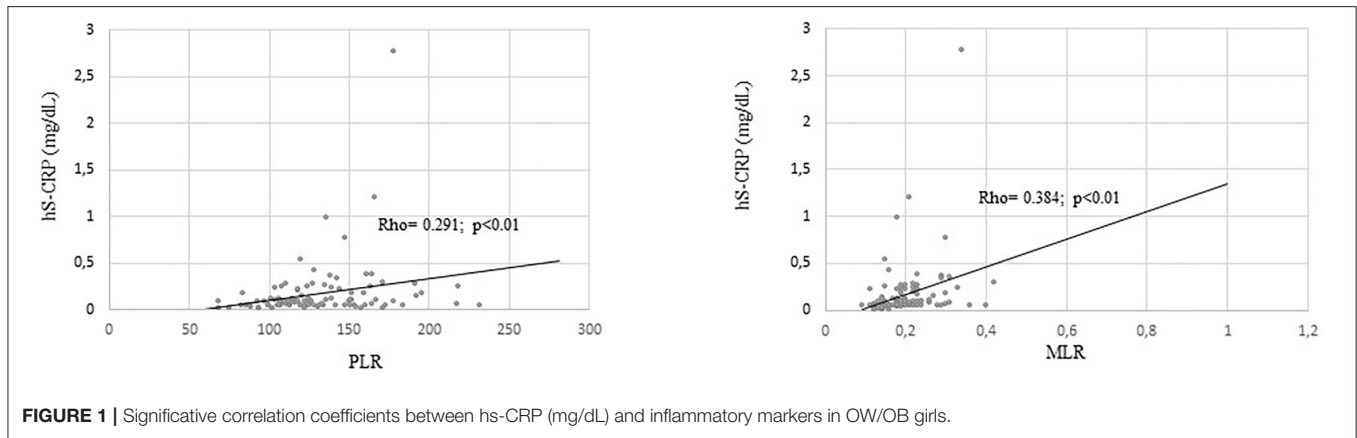 3
2,5
2
1,5
1
0,5
0
hS-CRP (mg/dL)
Rho= 0.291; p<0.01
0 50 100 150 200 250 300
PLR
3
2,5
2
1,5
1
0,5
0
hS-CRP (mg/dL)
Rho= 0.384; p<0.01
0 0,2 0,4 0,6 0,8 1 1,2
MLR
FIGURE 1 | Significative correlation coefficients between hs-CRP (mg/dL) and inflammatory markers in OW/OB girls.